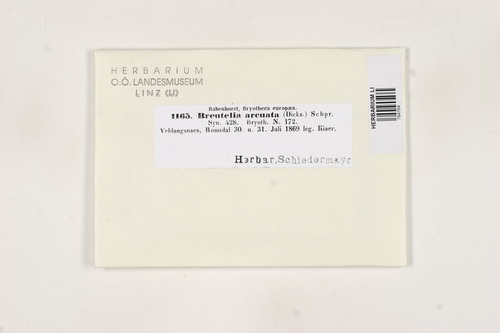 HERBARIUM
O.Ö. LANDESMUSEUM
LINZ (LI)
Rabenhorst, Bryotheca europæa.
1165. Breutelia arcuata (Dicks.) Schpr.
Syn. 428. Bryoth. N. 172.
Veblungsnaes, Romsdal 30. u. 31. Juli 1869 leg. Kiaer.
Herbar, Schiedermayr
HERBARIUM LI